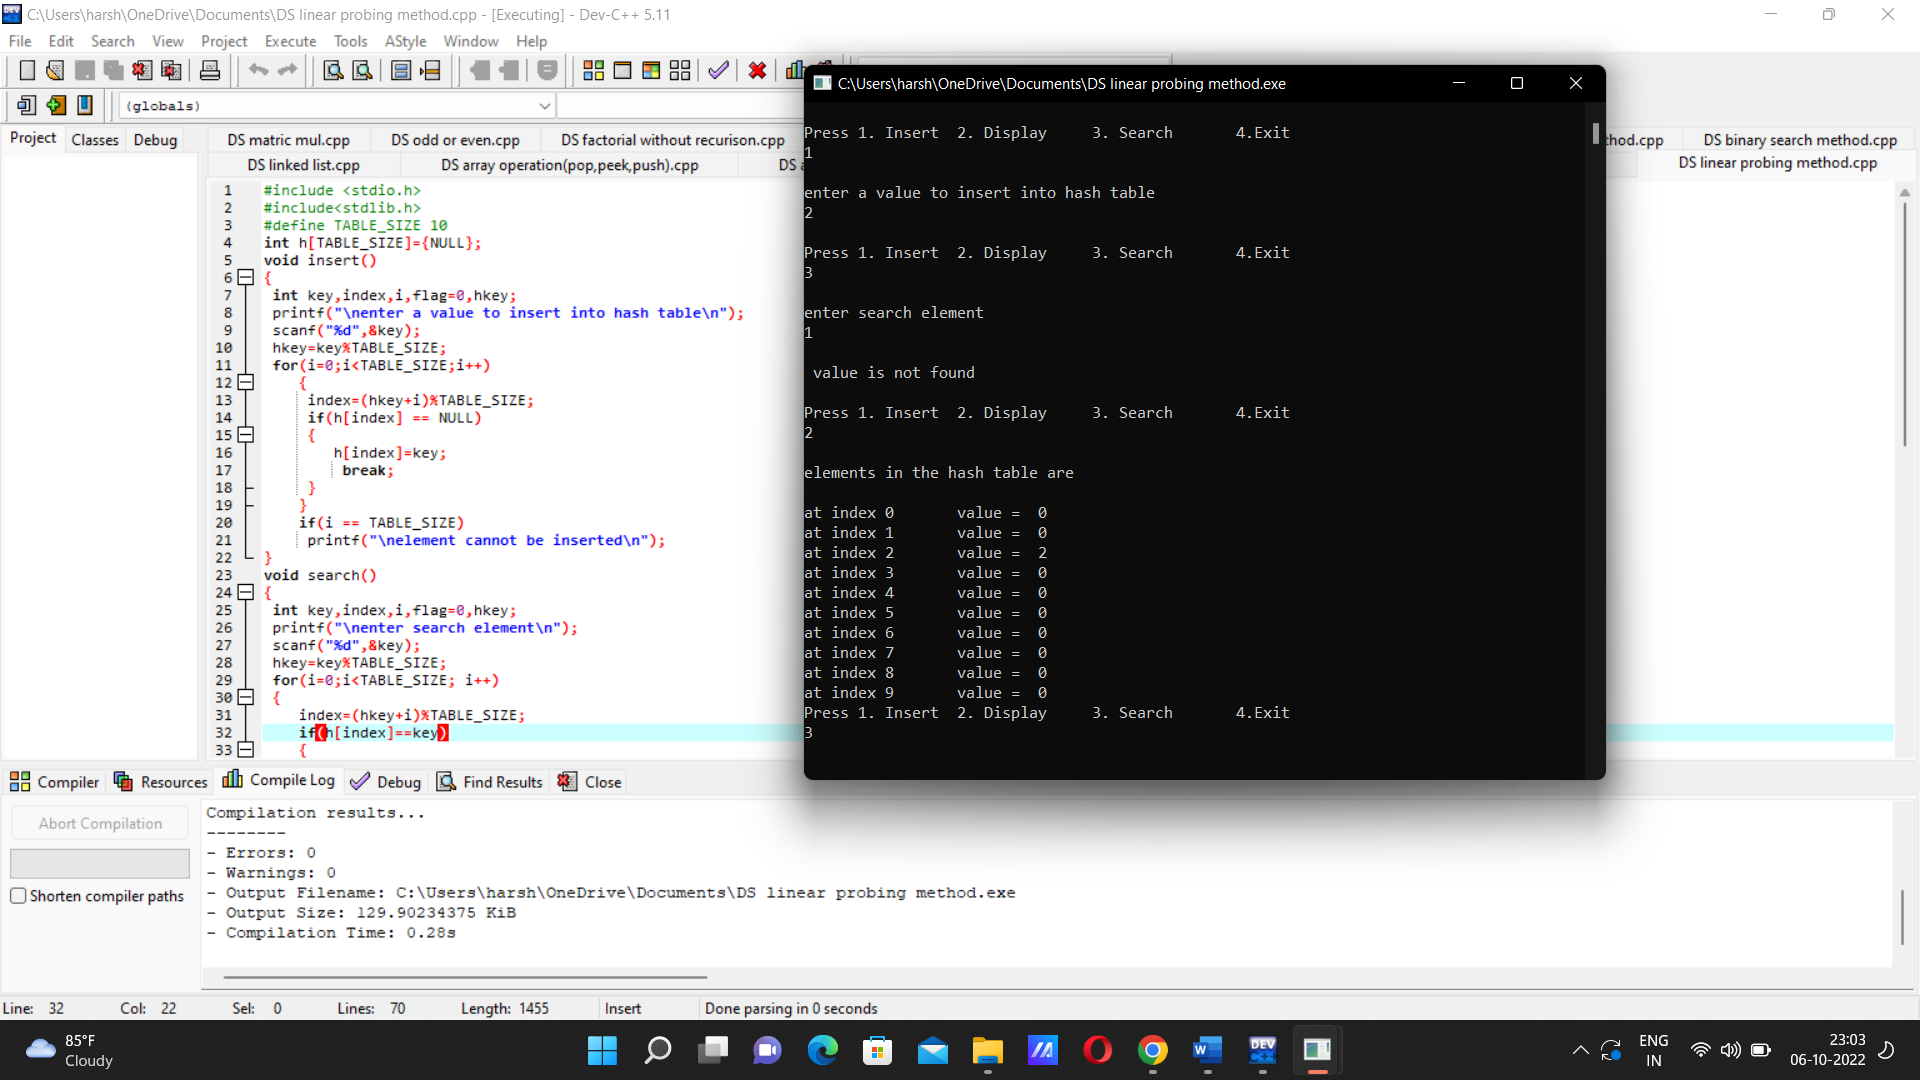 C:\Users\harsh\OneDrive\Documents\DS linear probing method.cpp - [Executing] - Dev-C++ 5.11
File Edit Search View Project Execute Tools AStyle Window Help
(globals)
Project Classes Debug
DS matric mul.cpp DS odd or even.cpp DS factorial without recurison.cpp thod.cpp DS binary search method.cpp
DS linked list.cpp DS array operation(pop,peek,push).cpp DS a DS linear probing method.cpp
1 #include <stdio.h>
2 #include<stdlib.h>
3 #define TABLE_SIZE 10
4 int h[TABLE_SIZE]={NULL};
5 void insert()
6 {
7 int key,index,i,flag=0,hkey;
8 printf("\nenter a value to insert into hash table\n");
9 scanf("%d",&key);
10 hkey=key%TABLE_SIZE;
11 for(i=0;i<TABLE_SIZE;i++)
12 {
13 index=(hkey+i)%TABLE_SIZE;
14 if(h[index] == NULL)
15 {
16 h[index]=key;
17 break;
18 }
19 }
20 if(i == TABLE_SIZE)
21 printf("\nelement cannot be inserted\n");
22 }
23 void search()
24 {
25 int key,index,i,flag=0,hkey;
26 printf("\nenter search element\n");
27 scanf("%d",&key);
28 hkey=key%TABLE_SIZE;
29 for(i=0;i<TABLE_SIZE; i++)
30 {
31 index=(hkey+i)%TABLE_SIZE;
32 if(h[index]==key)
33 {
C:\Users\harsh\OneDrive\Documents\DS linear probing method.exe
Press 1. Insert 2. Display 3. Search 4.Exit
1
enter a value to insert into hash table
2
Press 1. Insert 2. Display 3. Search 4.Exit
3
enter search element
1
value is not found
Press 1. Insert 2. Display 3. Search 4.Exit
2
elements in the hash table are
at index 0 value = 0
at index 1 value = 0
at index 2 value = 2
at index 3 value = 0
at index 4 value = 0
at index 5 value = 0
at index 6 value = 0
at index 7 value = 0
at index 8 value = 0
at index 9 value = 0
Press 1. Insert 2. Display 3. Search 4.Exit
3
Compiler Resources Compile Log Debug Find Results Close
Abort Compilation
Shorten compiler paths
Compilation results...
--------
- Errors: 0
- Warnings: 0
- Output Filename: C:\Users\harsh\OneDrive\Documents\DS linear probing method.exe
- Output Size: 129.90234375 KiB
- Compilation Time: 0.28s
Line: 32 Col: 22 Sel: 0 Lines: 70 Length: 1455 Insert Done parsing in 0 seconds
85°F
Cloudy
DEV
C++
ENG
IN
23:03
06-10-2022